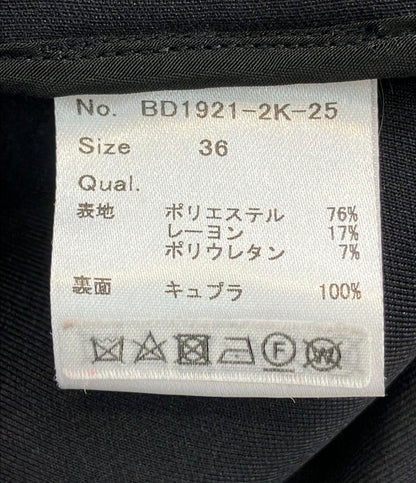 No. BD1921-2K-25
Size 36
Qual.
表地 ポリエステル 76%
レーヨン 17%
ポリウレタン 7%
裏面 キュプラ 100%
F W